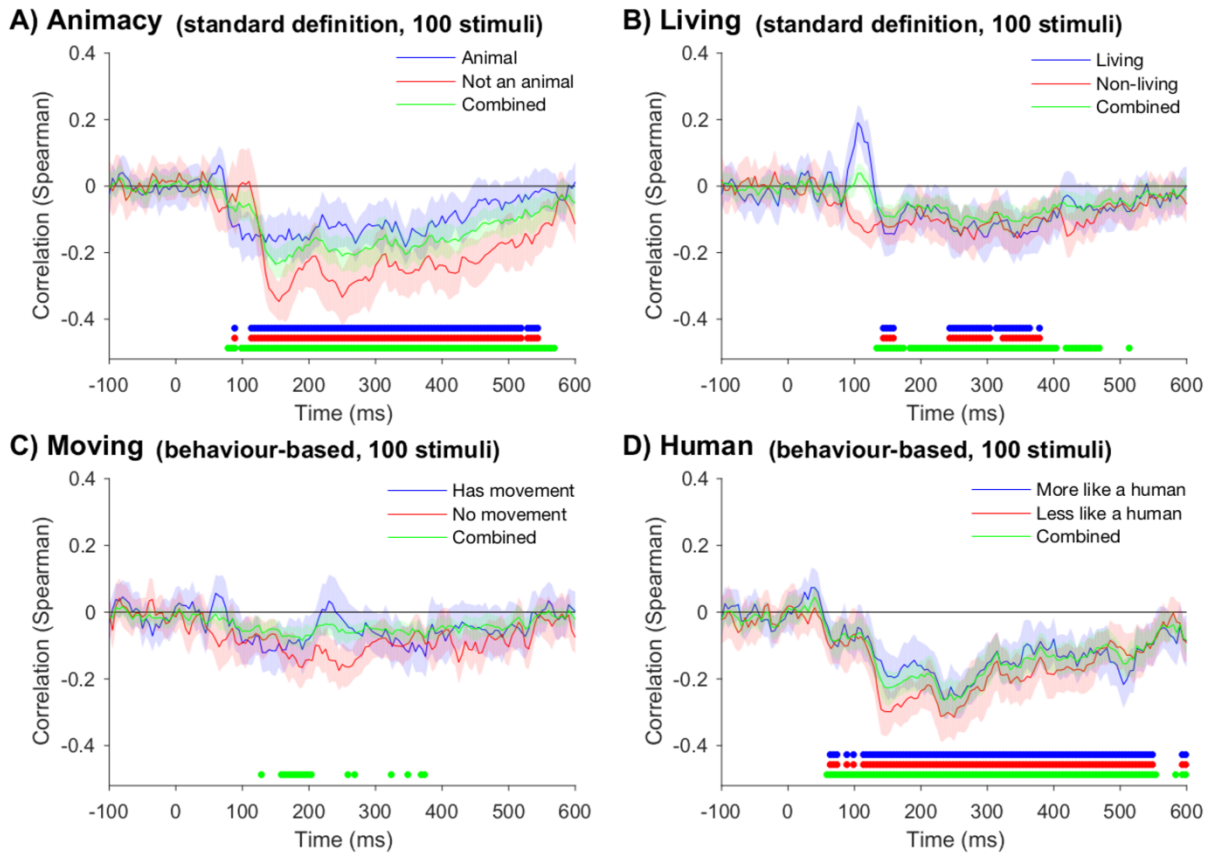 A) Animacy (standard definition, 100 stimuli)
0.4
0.2
0
-0.2
-0.4
Correlation (Spearman)
Animal
Not an animal
Combined
-100 0 100 200 300 400 500 600
Time (ms)
B) Living (standard definition, 100 stimuli)
0.4
0.2
0
-0.2
-0.4
Correlation (Spearman)
Living
Non-living
Combined
-100 0 100 200 300 400 500 600
Time (ms)
C) Moving (behaviour-based, 100 stimuli)
0.4
0.2
0
-0.2
-0.4
Correlation (Spearman)
Has movement
No movement
Combined
-100 0 100 200 300 400 500 600
Time (ms)
D) Human (behaviour-based, 100 stimuli)
0.4
0.2
0
-0.2
-0.4
Correlation (Spearman)
More like a human
Less like a human
Combined
-100 0 100 200 300 400 500 600
Time (ms)